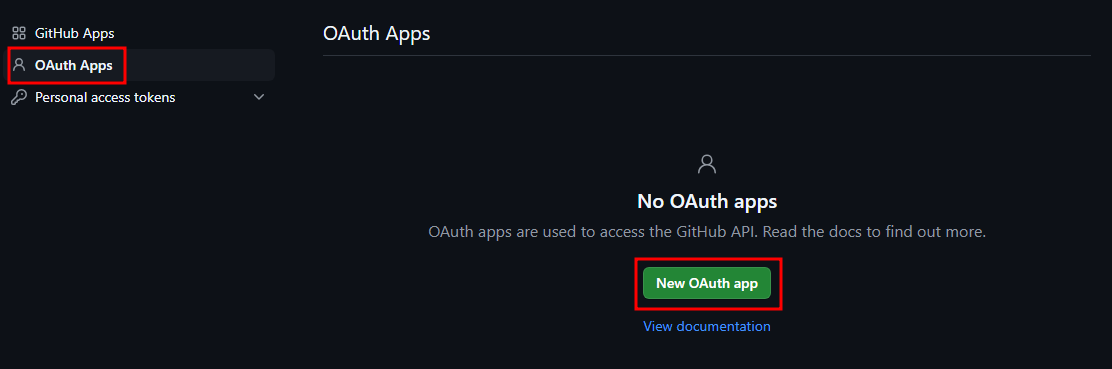 GitHub Apps
OAuth Apps
Personal access tokens
OAuth Apps
No OAuth apps
OAuth apps are used to access the GitHub API. Read the docs to find out more.
New OAuth app
View documentation